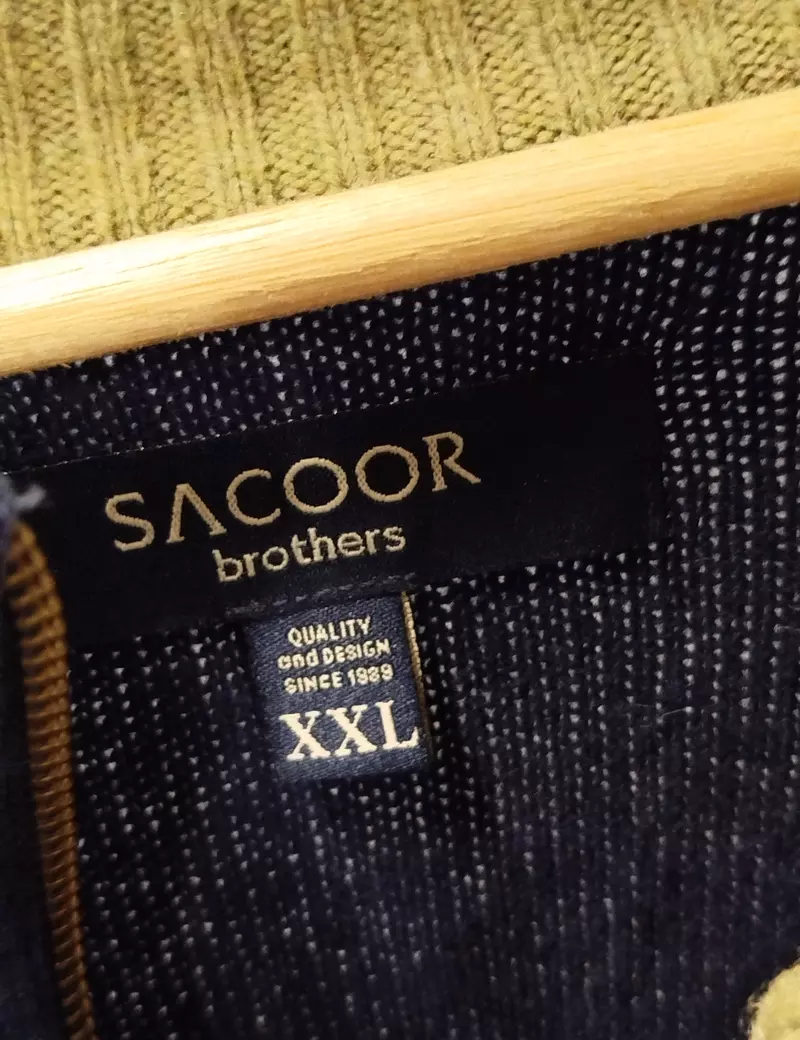 SACOOR
brothers
QUALITY
and DESIGN
SINCE 1989
XXL